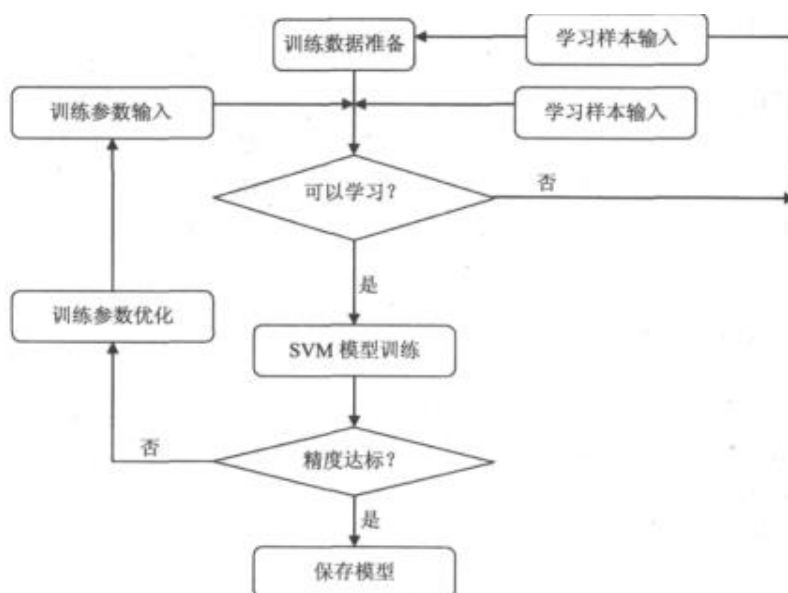 训练数据准备
学习样本输入
训练参数输入
学习样本输入
可以学习?
否
是
训练参数优化
SVM 模型训练
否
精度达标?
是
保存模型